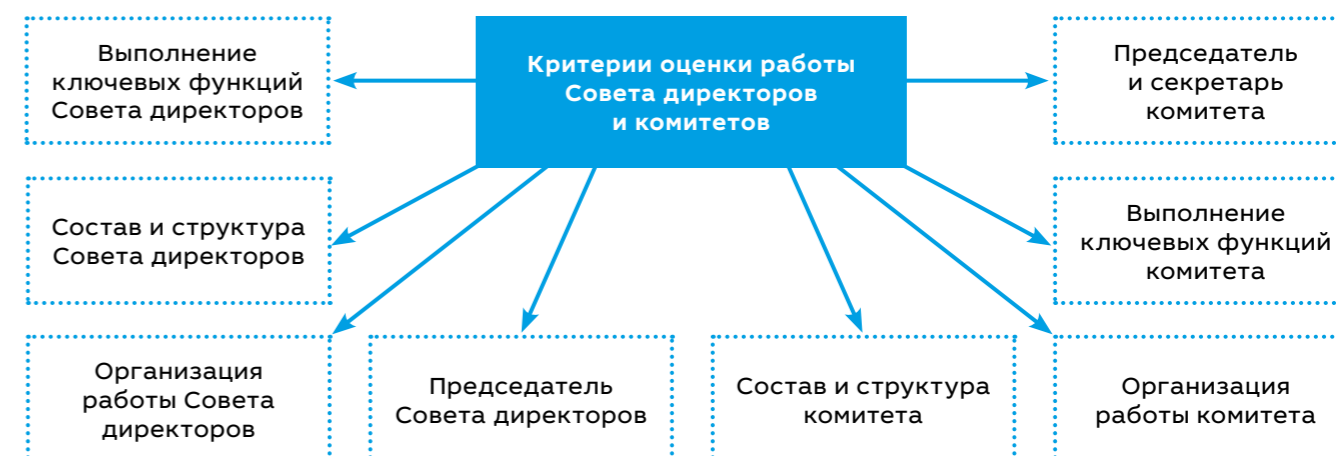 Критерии оценки работы
Совета директоров
и комитетов
Выполнение
ключевых функций
Совета директоров
Председатель
и секретарь
комитета
Состав и структура
Совета директоров
Выполнение
ключевых функций
комитета
Организация
работы Совета
директоров
Председатель
Совета директоров
Состав и структура
комитета
Организация
работы комитета